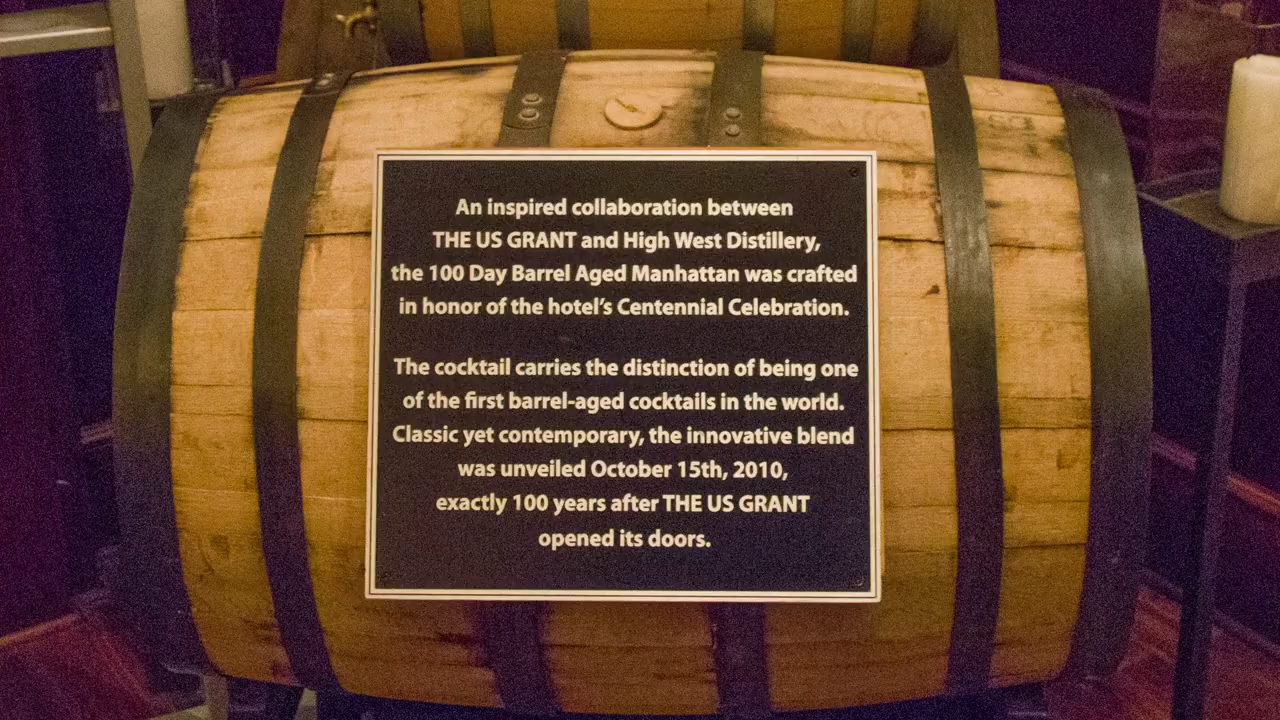 An inspired collaboration between
THE US GRANT and High West Distillery,
the 100 Day Barrel Aged Manhattan was crafted
in honor of the hotel's Centennial Celebration.
The cocktail carries the distinction of being one
of the first barrel-aged cocktails in the world.
Classic yet contemporary, the innovative blend
was unveiled October 15th, 2010,
exactly 100 years after THE US GRANT
opened its doors.